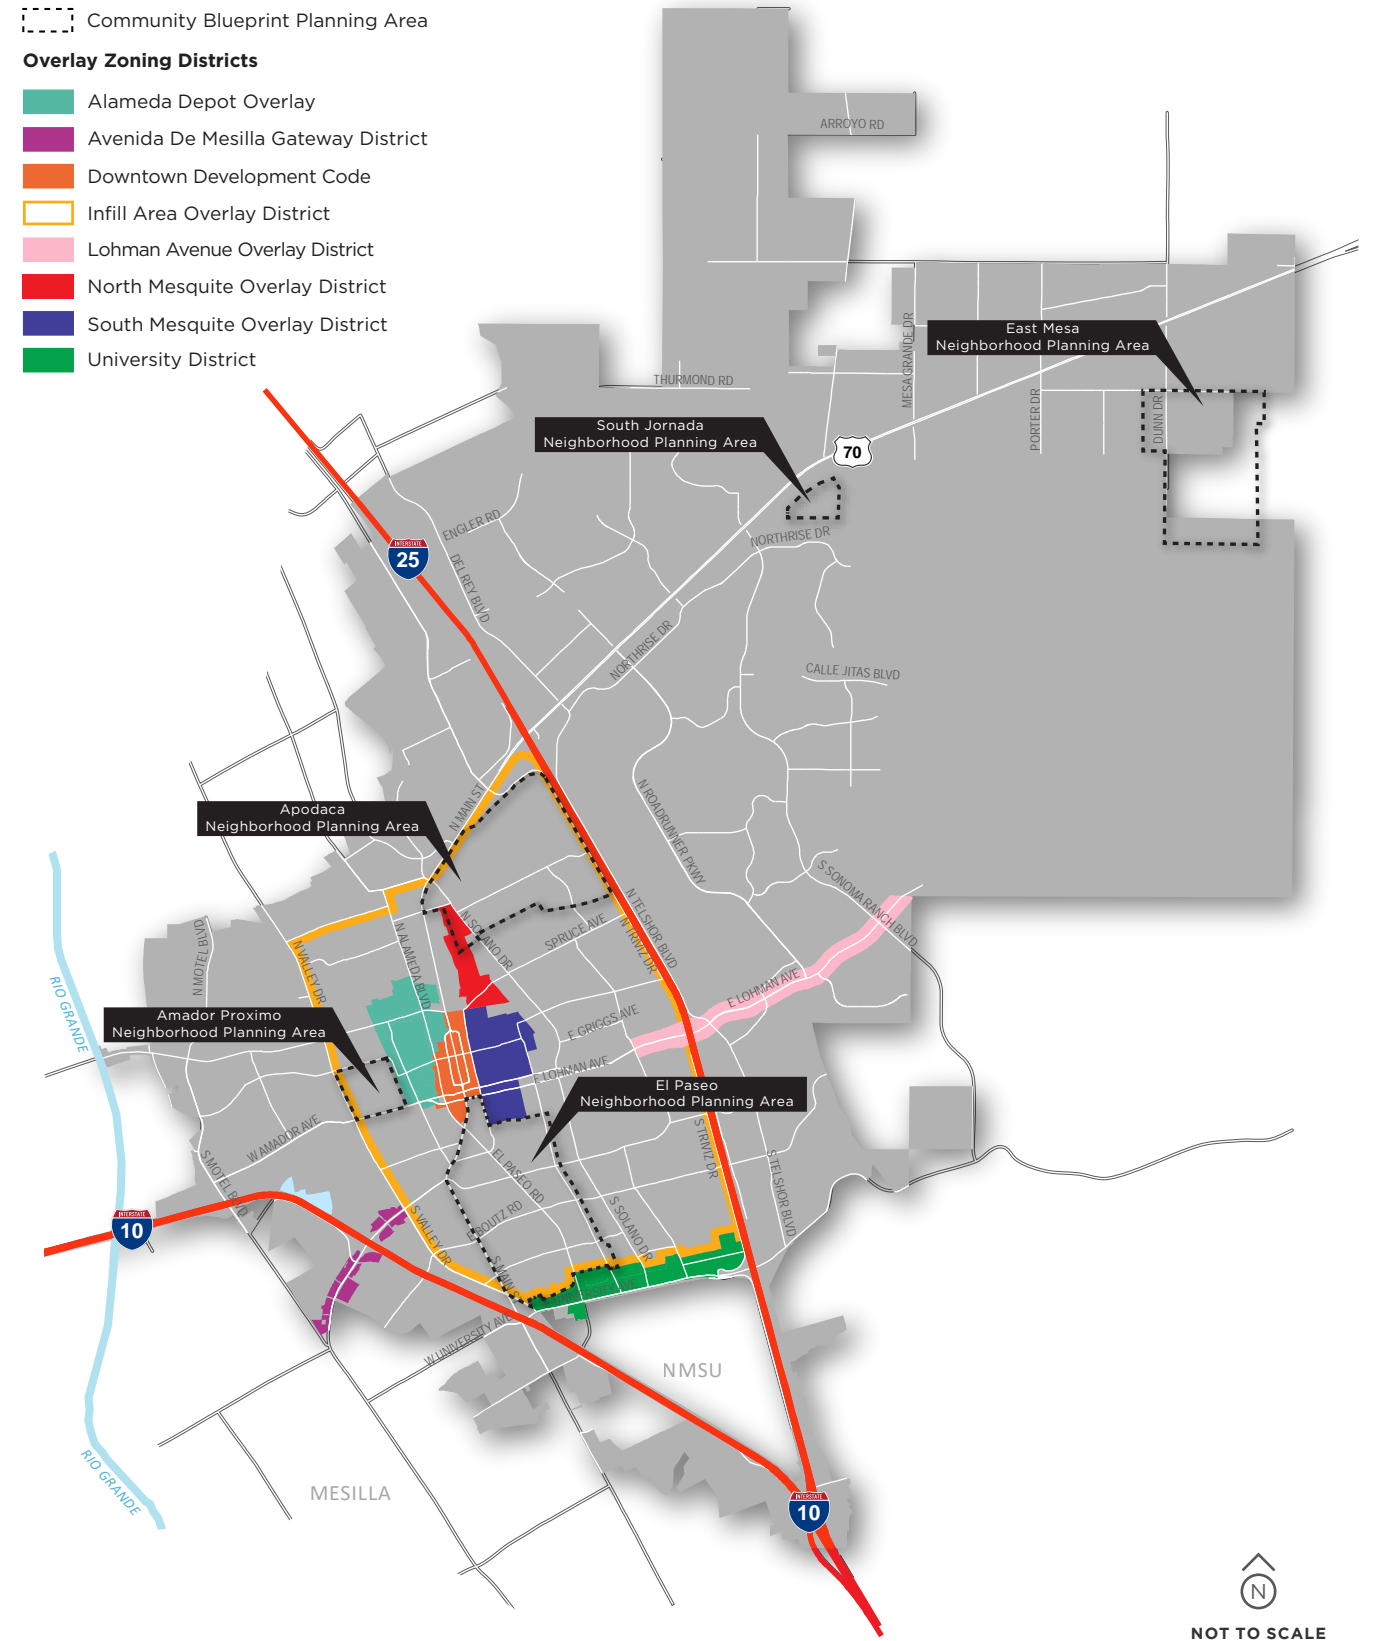 Community Blueprint Planning Area
Overlay Zoning Districts
Alameda Depot Overlay
Avenida De Mesilla Gateway District
Downtown Development Code
Infill Area Overlay District
Lohman Avenue Overlay District
North Mesquite Overlay District
South Mesquite Overlay District
University District
ARROYO RD
East Mesa
Neighborhood Planning Area
MESA GRANDE DR
THURMOND RD
PORTER DR
DUNN DR
South Jornada
Neighborhood Planning Area
70
ENGLER RD
NORTHRISE DR
INTERSTATE
25
DEL REY BLVD
NORTHRISE DR
CALLE JITAS BLVD
N MAIN ST
N ROADRUNNER PKWY
Apodaca
Neighborhood Planning Area
S SONOMA RANCH BLVD
N MOTEL BLVD
N VALLEY DR
N ALAMEDA BLVD
N SOLANO DR
SPRUCE AVE
N TELSHOR BLVD
N TRIVIZ DR
RIO GRANDE
E LOHMAN AVE
Amador Proximo
Neighborhood Planning Area
E GRIGGS AVE
E LOHMAN AVE
El Paseo
Neighborhood Planning Area
W AMADOR AVE
S MOTEL BLVD
EL PASEO RD
S TRIVIZ DR
S TELSHOR BLVD
INTERSTATE
10
S VALLEY DR
E BOUTZ RD
S SOLANO DR
S MAIN ST
W UNIVERSITY AVE
NMSU
MESILLA
RIO GRANDE
INTERSTATE
10
N
NOT TO SCALE